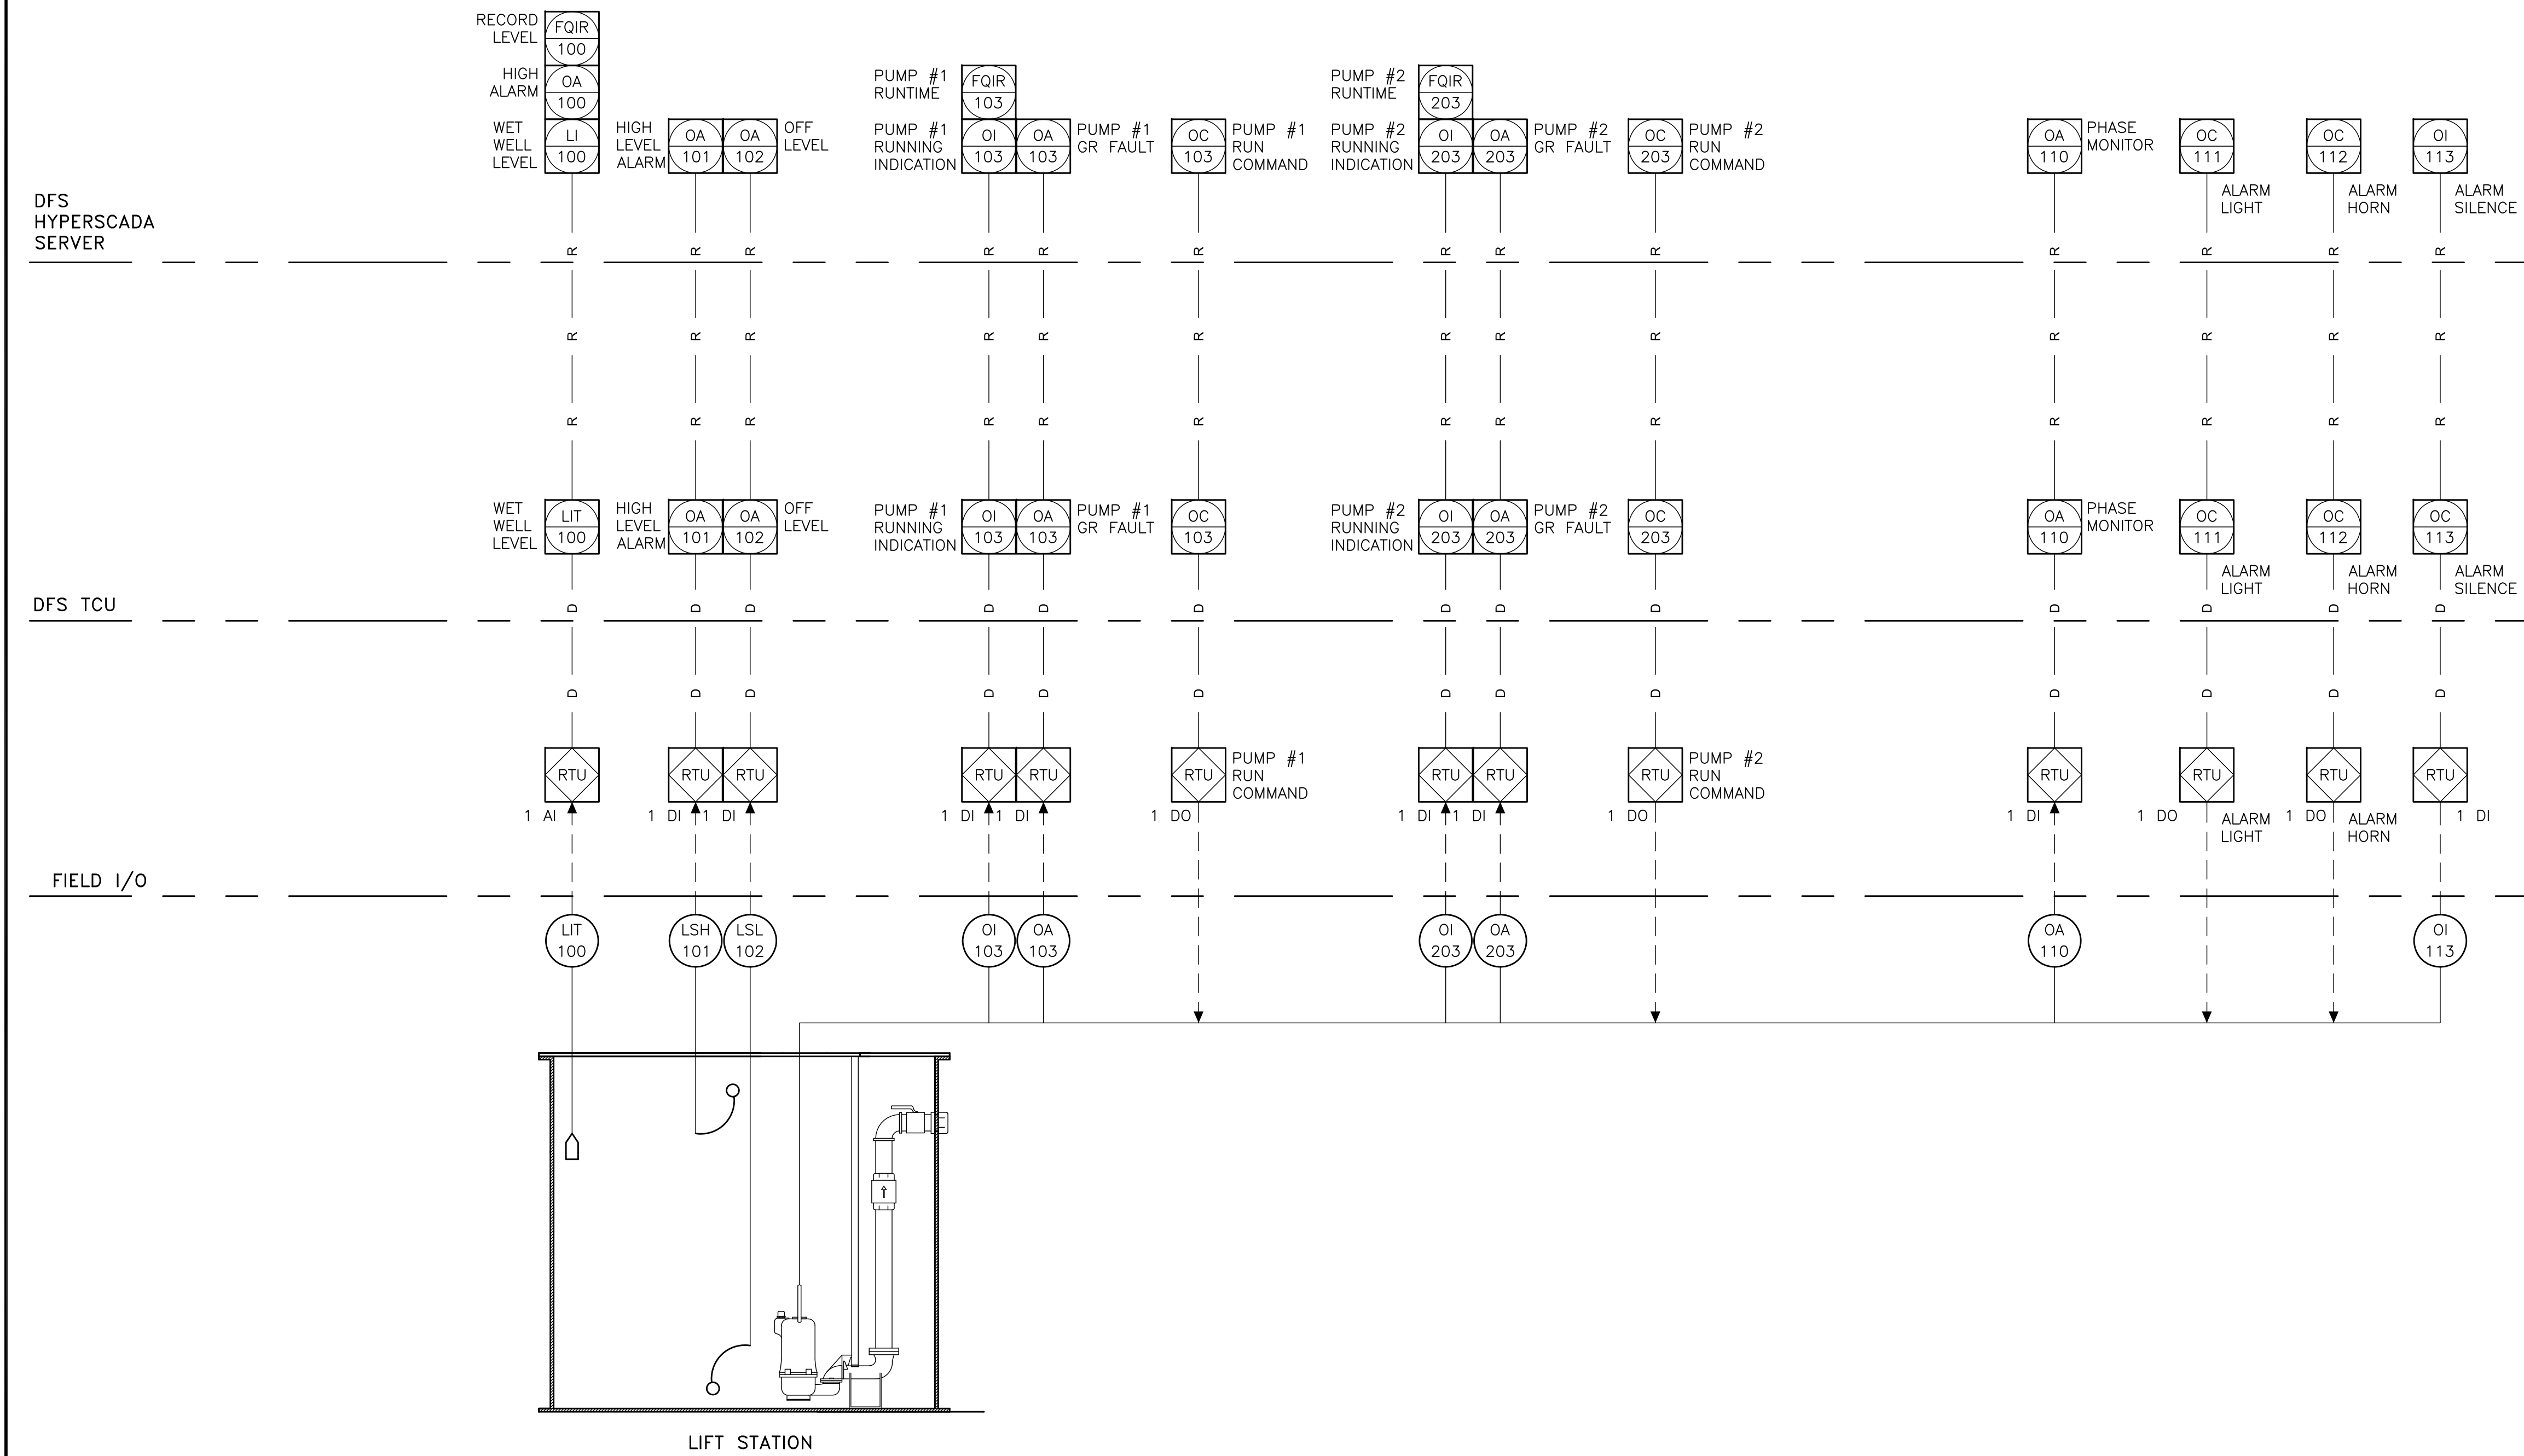 RECORD
LEVEL
FQIR
100
HIGH
ALARM
OA
100
PUMP #1
RUNTIME
FQIR
103
PUMP #2
RUNTIME
FQIR
203
WET
WELL
LEVEL
LI
100
HIGH
LEVEL
ALARM
OA
101
OA
102
OFF
LEVEL
PUMP #1
RUNNING
INDICATION
OI
103
OA
103
PUMP #1
GR FAULT
OC
103
PUMP #1
RUN
COMMAND
PUMP #2
RUNNING
INDICATION
OI
203
OA
203
PUMP #2
GR FAULT
OC
203
PUMP #2
RUN
COMMAND
OA
110
PHASE
MONITOR
OC
111
ALARM
LIGHT
OC
112
ALARM
HORN
OI
113
ALARM
SILENCE
DFS
HYPERSCADA
SERVER
R R R R R R R R R R R R R
R R R R R R R R R R R R R
R R R R R R R R R R R R R
WET
WELL
LEVEL
LIT
100
HIGH
LEVEL
ALARM
OA
101
OA
102
OFF
LEVEL
PUMP #1
RUNNING
INDICATION
OI
103
OA
103
PUMP #1
GR FAULT
OC
103
PUMP #2
RUNNING
INDICATION
OI
203
OA
203
PUMP #2
GR FAULT
OC
203
OA
110
PHASE
MONITOR
OC
111
ALARM
LIGHT
OC
112
ALARM
HORN
OC
113
ALARM
SILENCE
DFS TCU
D D D D D D D D D D D D D
D D D D D D D D D D D D D
RTU
1 AI
RTU
1 DI
RTU
1 DI
RTU
1 DI
RTU
1 DI
RTU
1 DO
PUMP #1
RUN
COMMAND
RTU
1 DI
RTU
1 DI
RTU
1 DO
PUMP #2
RUN
COMMAND
RTU
1 DI
RTU
1 DO
ALARM
LIGHT
RTU
1 DO
ALARM
HORN
RTU
1 DI
FIELD I/O
LIT
100
LSH
101
LSL
102
OI
103
OA
103
OI
203
OA
203
OA
110
OI
113
LIFT STATION